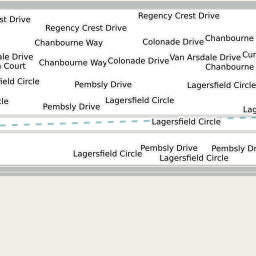 Regency Crest Drive
st Drive
Regency Crest Drive
Chanbourne
Chanbourne Way
Colonade Drive
Cur
ale Drive
Van Arsdale Drive
Court
Chanbourne Way
Colonade Drive
Chanbourne
field Circle
Pembsly Drive
Lagersfield Circle
cle
Lagersfield Circle
Pembsly Drive
Lag
Lagersfield Circle
Pembsly Drive
Pembsly Dr
Lagersfield Circle
Lagersfield Circle